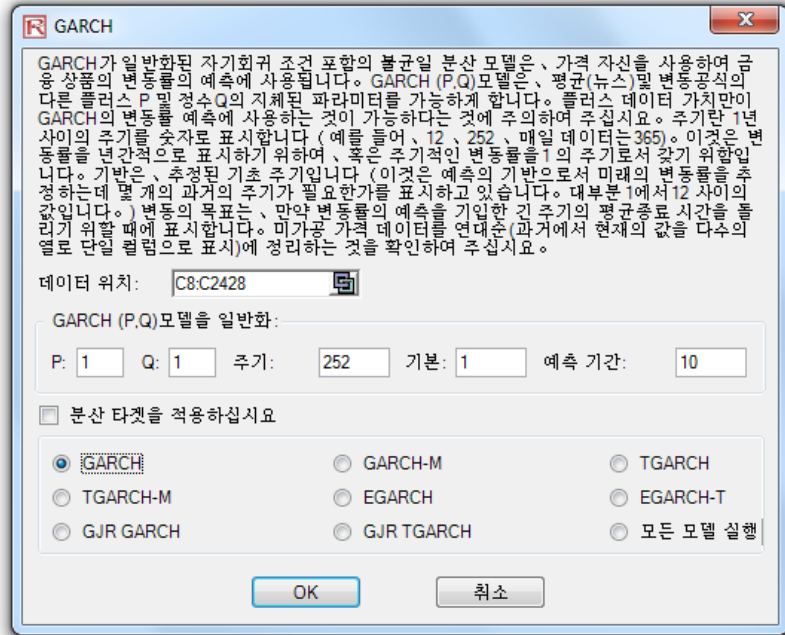 GARCH
GARCH가 일반화된 자기회귀 조건 포함의 불균일 분산 모델은、가격 자신을 사용하여 금
융 상품의 변동률의 예측에 사용됩니다。GARCH (P,Q)모델은、평균(뉴스)및 변동공식의
다른 플러스 P 및 정수Q의 지체된 파라미터를 가능하게 합니다。플러스 데이터 가치만이
GARCH의 변동률 예측에 사용하는 것이 가능하다는 것에 주의하여 주십시요。주기란 1년
사이의 주기를 숫자로 표시합니다 (예를 들어、12、252、매일 데이터는365)。이것은 변
동률을 년간적으로 표시하기 위하여、혹은 주기적인 변동률을1 의 주기로서 갖기 위함입
니다。기반은、추정된 기초 주기입니다 (이것은 예측의 기반으로서 미래의 변동률을 추
정하는데 몇 개의 과거의 주기가 필요한가를 표시하고 있습니다。대부분 1에서12 사이의
값입니다。) 변동의 목표는、만약 변동률의 예측을 기입한 긴 주기의 평균종료 시간을 돌
리기 위할 때에 표시합니다。미가공 가격 데이터를 연대순(과거에서 현재의 값을 다수의
열로 단일 컬럼으로 표시)에 정리하는 것을 확인하여 주십시요。
데이터 위치: C8:C2428
GARCH (P,Q)모델을 일반화:
P: 1 Q: 1 주기: 252 기본: 1 예측 기간: 10
분산 타겟을 적용하십시요
GARCH GARCH-M TGARCH
TGARCH-M EGARCH EGARCH-T
GJR GARCH GJR TGARCH 모든 모델 실행
OK 취소